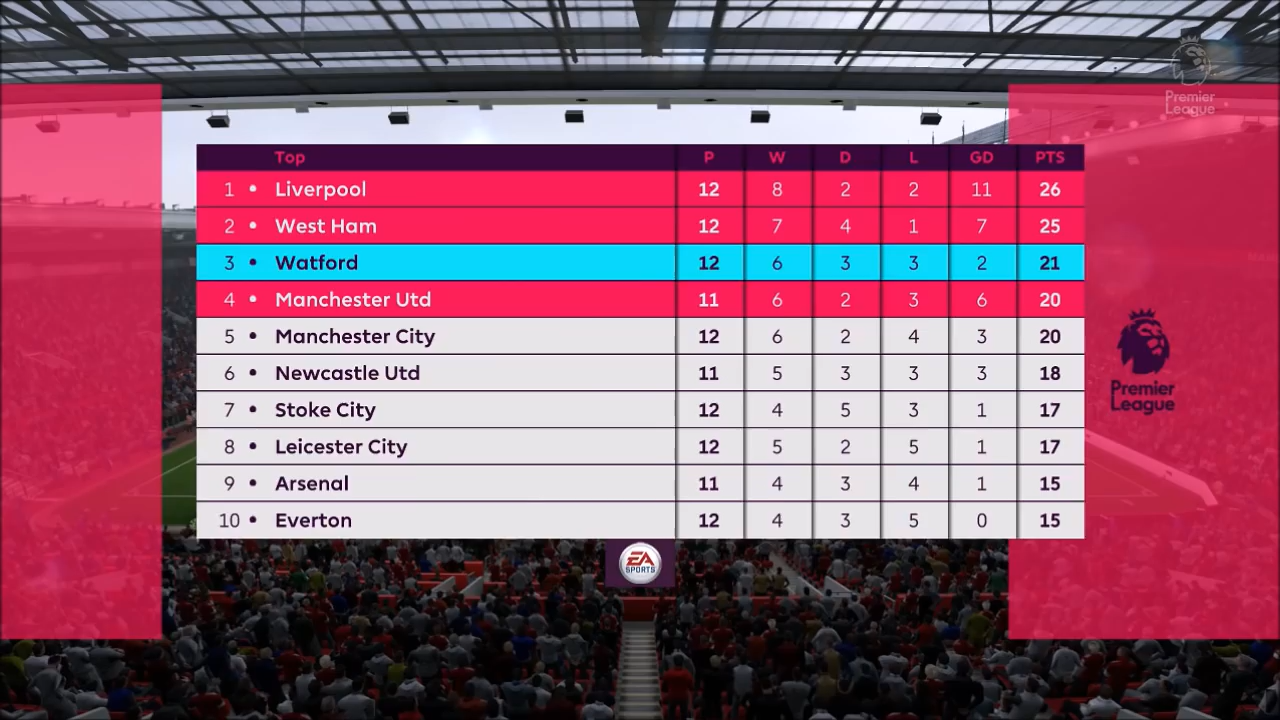 Premier
League
Top P W D L GD PTS
1 • Liverpool 12 8 2 2 11 26
2 • West Ham 12 7 4 1 7 25
3 • Watford 12 6 3 3 2 21
4 • Manchester Utd 11 6 2 3 6 20
5 • Manchester City 12 6 2 4 3 20
6 • Newcastle Utd 11 5 3 3 3 18
7 • Stoke City 12 4 5 3 1 17
8 • Leicester City 12 5 2 5 1 17
9 • Arsenal 11 4 3 4 1 15
10 • Everton 12 4 3 5 0 15
Premier
League
EA
SPORTS